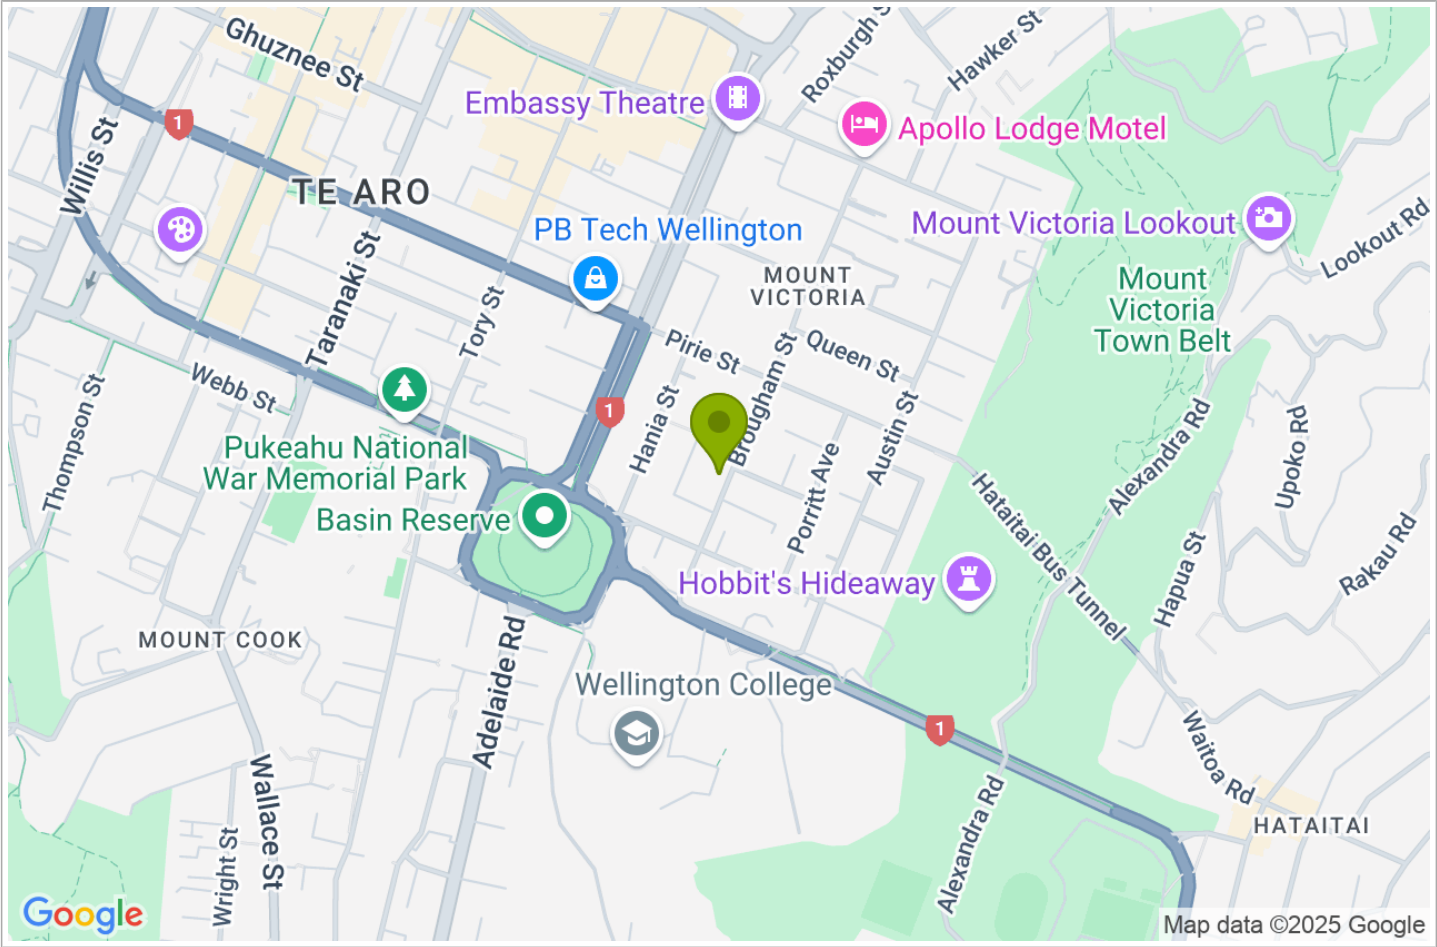 Ghuznee St
Roxburgh S
Hawker St
Embassy Theatre
Apollo Lodge Motel
1
Willis St
TE ARO
PB Tech Wellington
Mount Victoria Lookout
Lookout Rd
Taranaki St
Tory St
MOUNT
VICTORIA
Mount
Victoria
Town Belt
Pirie St
Queen St
Brougham St
Webb St
Thompson St
Hania St
1
Austin St
Porritt Ave
Alexandra Rd
Upoko Rd
Pukeahu National
War Memorial Park
Basin Reserve
Hataitai Bus Tunnel
Hapua St
Rakau Rd
Hobbit's Hideaway
MOUNT COOK
Adelaide Rd
Wellington College
1
Waitoa Rd
Wallace St
Wright St
Alexandra Rd
HATAITAI
Google
Map data ©2025 Google